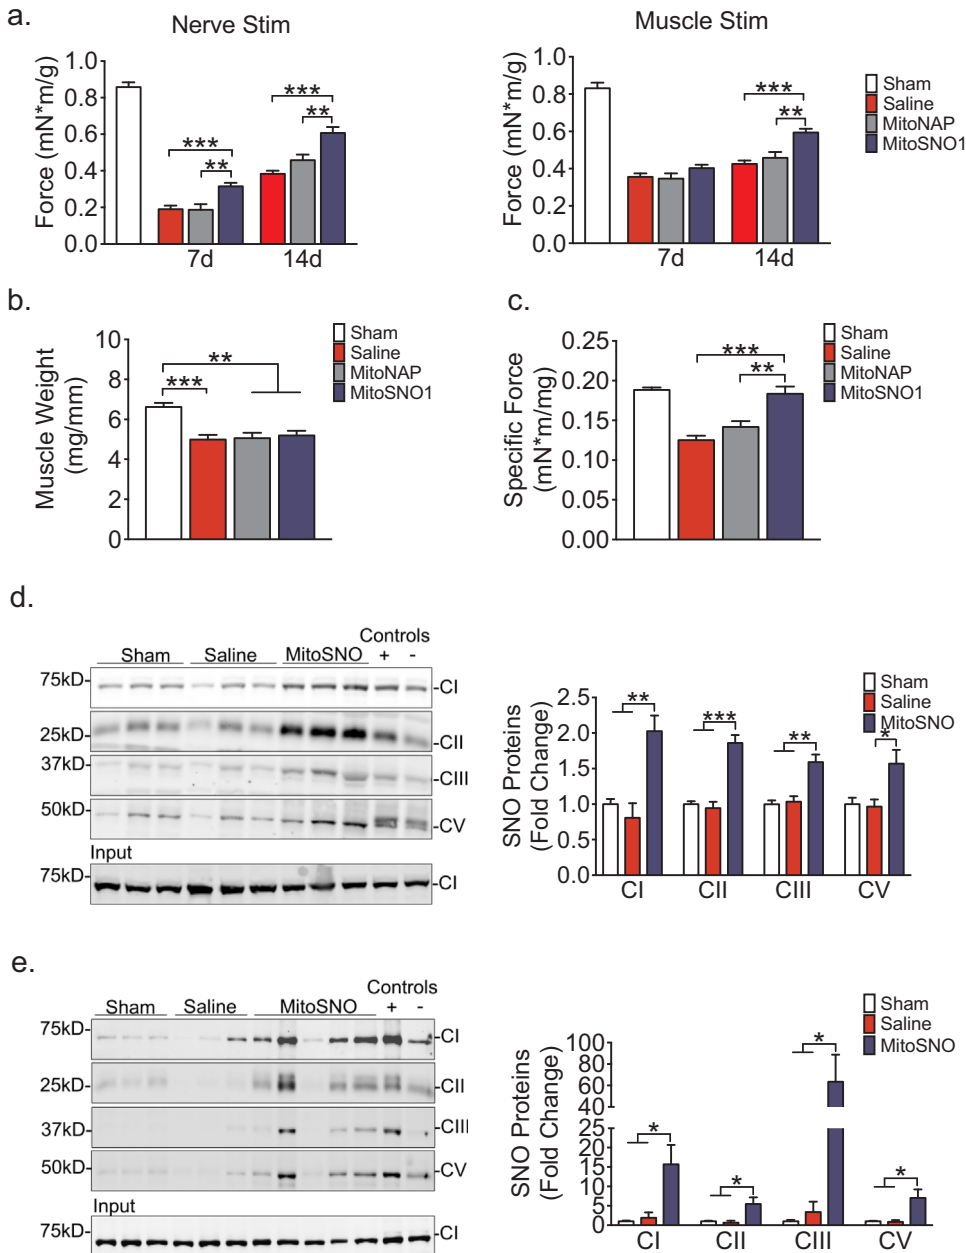 a.
Nerve Stim
Force (mN*m/g)
1.0
0.8
0.6
0.4
0.2
0.0
***
**
***
**
7d
14d
Muscle Stim
Force (mN*m/g)
1.0
0.8
0.6
0.4
0.2
0.0
***
**
7d
14d
Sham
Saline
MitoNAP
MitoSNO1
b.
Muscle Weight
(mg/mm)
10
8
6
4
2
0
**
***
Sham
Saline
MitoNAP
MitoSNO1
c.
Specific Force
(mN*m/mg)
0.25
0.20
0.15
0.10
0.05
0.00
***
**
Sham
Saline
MitoNAP
MitoSNO1
d.
Controls
Sham Saline MitoSNO + -
75kD- -CI
25kD- -CII
37kD- -CIII
50kD- -CV
Input
75kD- -CI
SNO Proteins
(Fold Change)
2.5
2.0
1.5
1.0
0.5
0.0
**
***
**
*
CI CII CIII CV
Sham
Saline
MitoSNO
e.
Controls
Sham Saline MitoSNO + -
75kD- -CI
25kD- -CII
37kD- -CIII
50kD- -CV
Input
75kD- -CI
SNO Proteins
(Fold Change)
100
80
60
40
25
20
15
10
5
0
*
*
*
*
CI CII CIII CV
Sham
Saline
MitoSNO